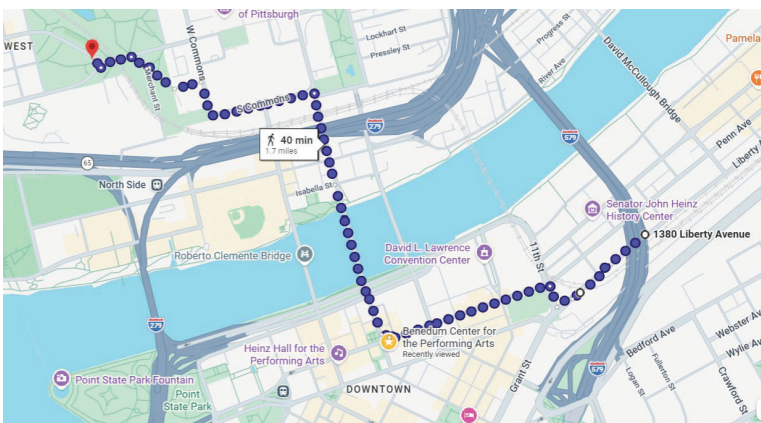 of Pittsburgh
WEST
W Commons
Lockhart St
Pressley St
Progress St
River Ave
David McCullough Bridge
Pamela
Merchant St
S Commons
279
40 min
1.7 miles
579
Penn Ave
Liberty
65
North Side
Isabella St
Senator John Heinz
History Center
1380 Liberty Avenue
Roberto Clemente Bridge
David L. Lawrence
Convention Center
11th St
279
Benedum Center for
the Performing Arts
Recently viewed
Heinz Hall for the
Performing Arts
Bedford Ave
Webster Av
Wylie Av
Grant St
579
Logan St
Fullerton St
Crawford St
Point State Park Fountain
Point
State Park
DOWNTOWN